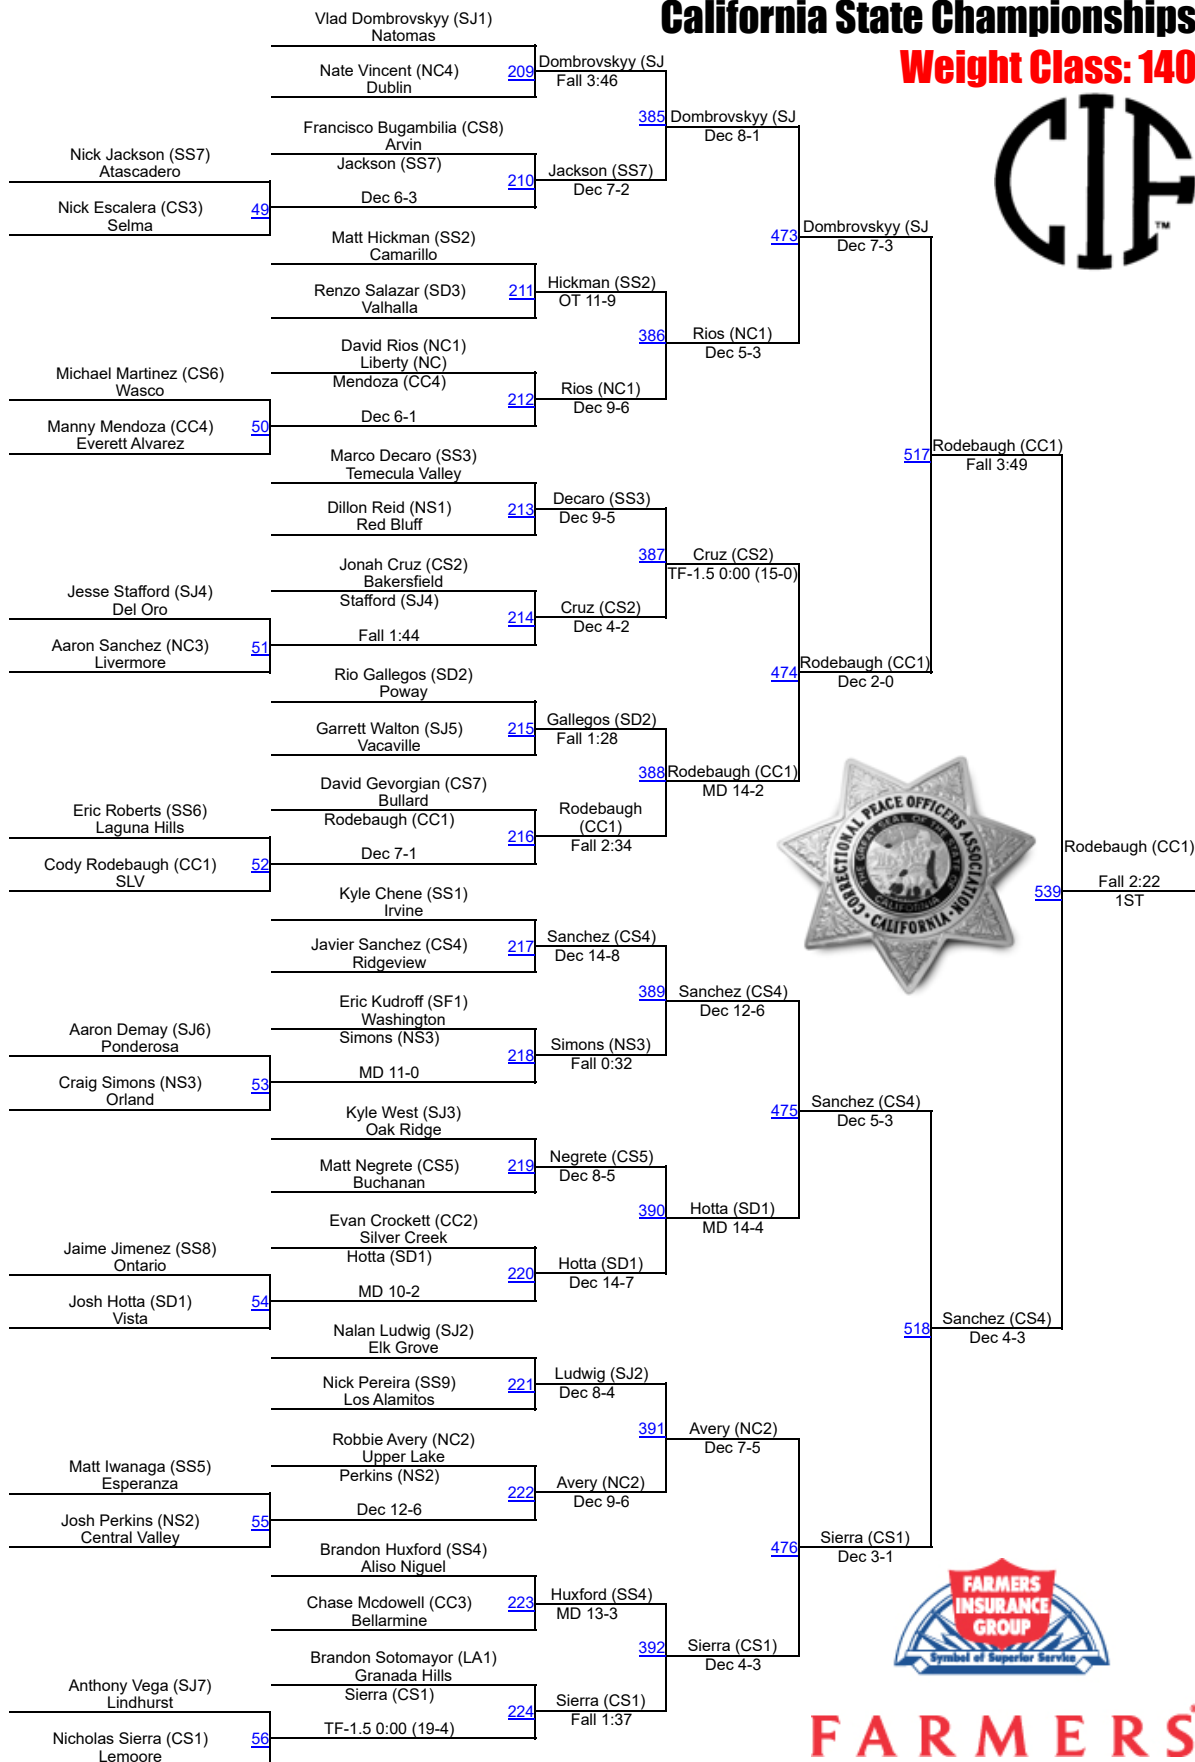 California State Championships
Weight Class: 140
CIF
™
Nick Jackson (SS7)
Atascadero
Nick Escalera (CS3)
Selma
49
Michael Martinez (CS6)
Wasco
Manny Mendoza (CC4)
Everett Alvarez
50
Jesse Stafford (SJ4)
Del Oro
Aaron Sanchez (NC3)
Livermore
51
Eric Roberts (SS6)
Laguna Hills
Cody Rodebaugh (CC1)
SLV
52
Aaron Demay (SJ6)
Ponderosa
Craig Simons (NS3)
Orland
53
Jaime Jimenez (SS8)
Ontario
Josh Hotta (SD1)
Vista
54
Matt Iwanaga (SS5)
Esperanza
Josh Perkins (NS2)
Central Valley
55
Anthony Vega (SJ7)
Lindhurst
Nicholas Sierra (CS1)
Lemoore
56
Vlad Dombrovskyy (SJ1)
Natomas
Nate Vincent (NC4)
Dublin
209
Francisco Bugambilia (CS8)
Arvin
Jackson (SS7)
Dec 6-3
210
Matt Hickman (SS2)
Camarillo
Renzo Salazar (SD3)
Valhalla
211
David Rios (NC1)
Liberty (NC)
Mendoza (CC4)
Dec 6-1
212
Marco Decaro (SS3)
Temecula Valley
Dillon Reid (NS1)
Red Bluff
213
Jonah Cruz (CS2)
Bakersfield
Stafford (SJ4)
Fall 1:44
214
Rio Gallegos (SD2)
Poway
Garrett Walton (SJ5)
Vacaville
215
David Gevorgian (CS7)
Bullard
Rodebaugh (CC1)
Dec 7-1
216
Kyle Chene (SS1)
Irvine
Javier Sanchez (CS4)
Ridgeview
217
Eric Kudroff (SF1)
Washington
Simons (NS3)
MD 11-0
218
Kyle West (SJ3)
Oak Ridge
Matt Negrete (CS5)
Buchanan
219
Evan Crockett (CC2)
Silver Creek
Hotta (SD1)
MD 10-2
220
Nalan Ludwig (SJ2)
Elk Grove
Nick Pereira (SS9)
Los Alamitos
221
Robbie Avery (NC2)
Upper Lake
Perkins (NS2)
Dec 12-6
222
Brandon Huxford (SS4)
Aliso Niguel
Chase Mcdowell (CC3)
Bellarmine
223
Brandon Sotomayor (LA1)
Granada Hills
Sierra (CS1)
TF-1.5 0:00 (19-4)
224
Dombrovskyy (SJ
Fall 3:46
Jackson (SS7)
Dec 7-2
385
Hickman (SS2)
OT 11-9
Rios (NC1)
Dec 9-6
386
Decaro (SS3)
Dec 9-5
Cruz (CS2)
Dec 4-2
387
Gallegos (SD2)
Fall 1:28
Rodebaugh
(CC1)
Fall 2:34
388
Sanchez (CS4)
Dec 14-8
Simons (NS3)
Fall 0:32
389
Negrete (CS5)
Dec 8-5
Hotta (SD1)
Dec 14-7
390
Ludwig (SJ2)
Dec 8-4
Avery (NC2)
Dec 9-6
391
Huxford (SS4)
MD 13-3
Sierra (CS1)
Fall 1:37
392
Dombrovskyy (SJ
Dec 8-1
Rios (NC1)
Dec 5-3
473
Cruz (CS2)
TF-1.5 0:00 (15-0)
Rodebaugh (CC1)
MD 14-2
474
Sanchez (CS4)
Dec 12-6
Hotta (SD1)
MD 14-4
475
Avery (NC2)
Dec 7-5
Sierra (CS1)
Dec 4-3
476
Dombrovskyy (SJ
Dec 7-3
Rodebaugh (CC1)
Dec 2-0
517
Sanchez (CS4)
Dec 5-3
Sierra (CS1)
Dec 3-1
518
Rodebaugh (CC1)
Fall 3:49
Sanchez (CS4)
Dec 4-3
539
Rodebaugh (CC1)
Fall 2:22
1ST
CORRECTIONAL PEACE OFFICERS ASSOCIATION
THE GREAT SEAL OF THE STATE OF CALIFORNIA
CALIFORNIA
FARMERS
INSURANCE
GROUP
Symbol of Superior Service
FARMERS